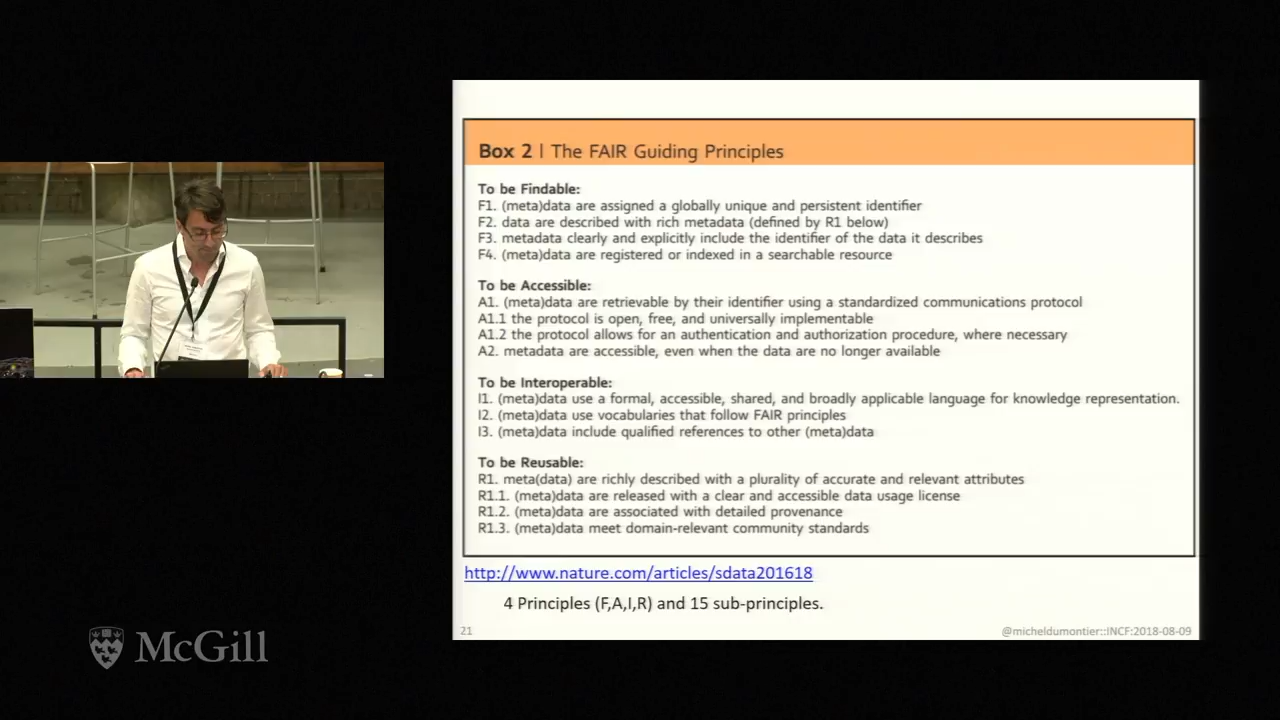 Box 2 | The FAIR Guiding Principles
To be Findable:
F1. (meta)data are assigned a globally unique and persistent identifier
F2. data are described with rich metadata (defined by R1 below)
F3. metadata clearly and explicitly include the identifier of the data it describes
F4. (meta)data are registered or indexed in a searchable resource
To be Accessible:
A1. (meta)data are retrievable by their identifier using a standardized communications protocol
A1.1 the protocol is open, free, and universally implementable
A1.2 the protocol allows for an authentication and authorization procedure, where necessary
A2. metadata are accessible, even when the data are no longer available
To be Interoperable:
I1. (meta)data use a formal, accessible, shared, and broadly applicable language for knowledge representation.
I2. (meta)data use vocabularies that follow FAIR principles
I3. (meta)data include qualified references to other (meta)data
To be Reusable:
R1. meta(data) are richly described with a plurality of accurate and relevant attributes
R1.1. (meta)data are released with a clear and accessible data usage license
R1.2. (meta)data are associated with detailed provenance
R1.3. (meta)data meet domain-relevant community standards
http://www.nature.com/articles/sdata201618
4 Principles (F,A,I,R) and 15 sub-principles.
21
@micheldumontier::INCF:2018-08-09
McGill